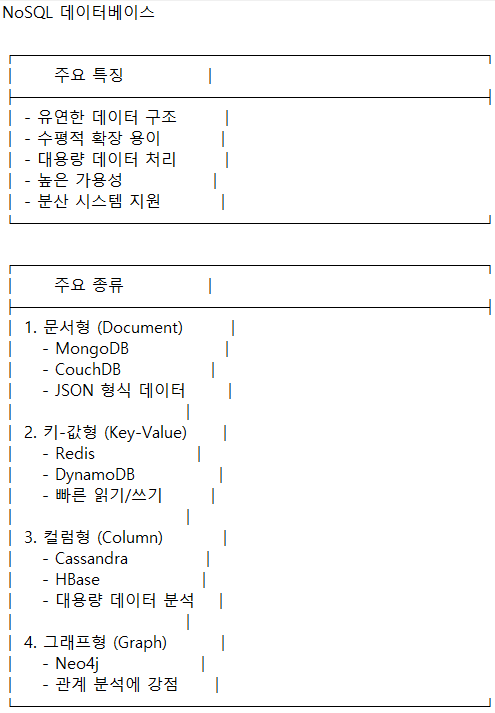 NoSQL 데이터베이스
주요 특징
- 유연한 데이터 구조
- 수평적 확장 용이
- 대용량 데이터 처리
- 높은 가용성
- 분산 시스템 지원
주요 종류
1. 문서형 (Document)
- MongoDB
- CouchDB
- JSON 형식 데이터
2. 키-값형 (Key-Value)
- Redis
- DynamoDB
- 빠른 읽기/쓰기
3. 컬럼형 (Column)
- Cassandra
- HBase
- 대용량 데이터 분석
4. 그래프형 (Graph)
- Neo4j
- 관계 분석에 강점